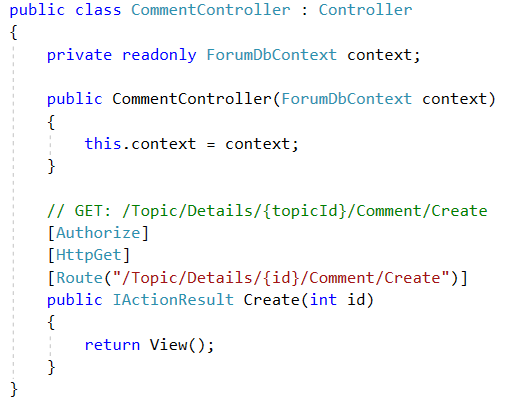 public class CommentController : Controller
{
    private readonly ForumDbContext context;

    public CommentController(ForumDbContext context)
    {
        this.context = context;
    }

    // GET: /Topic/Details/{topicId}/Comment/Create
    [Authorize]
    [HttpGet]
    [Route("/Topic/Details/{id}/Comment/Create")]
    public IActionResult Create(int id)
    {
        return View();
    }
}